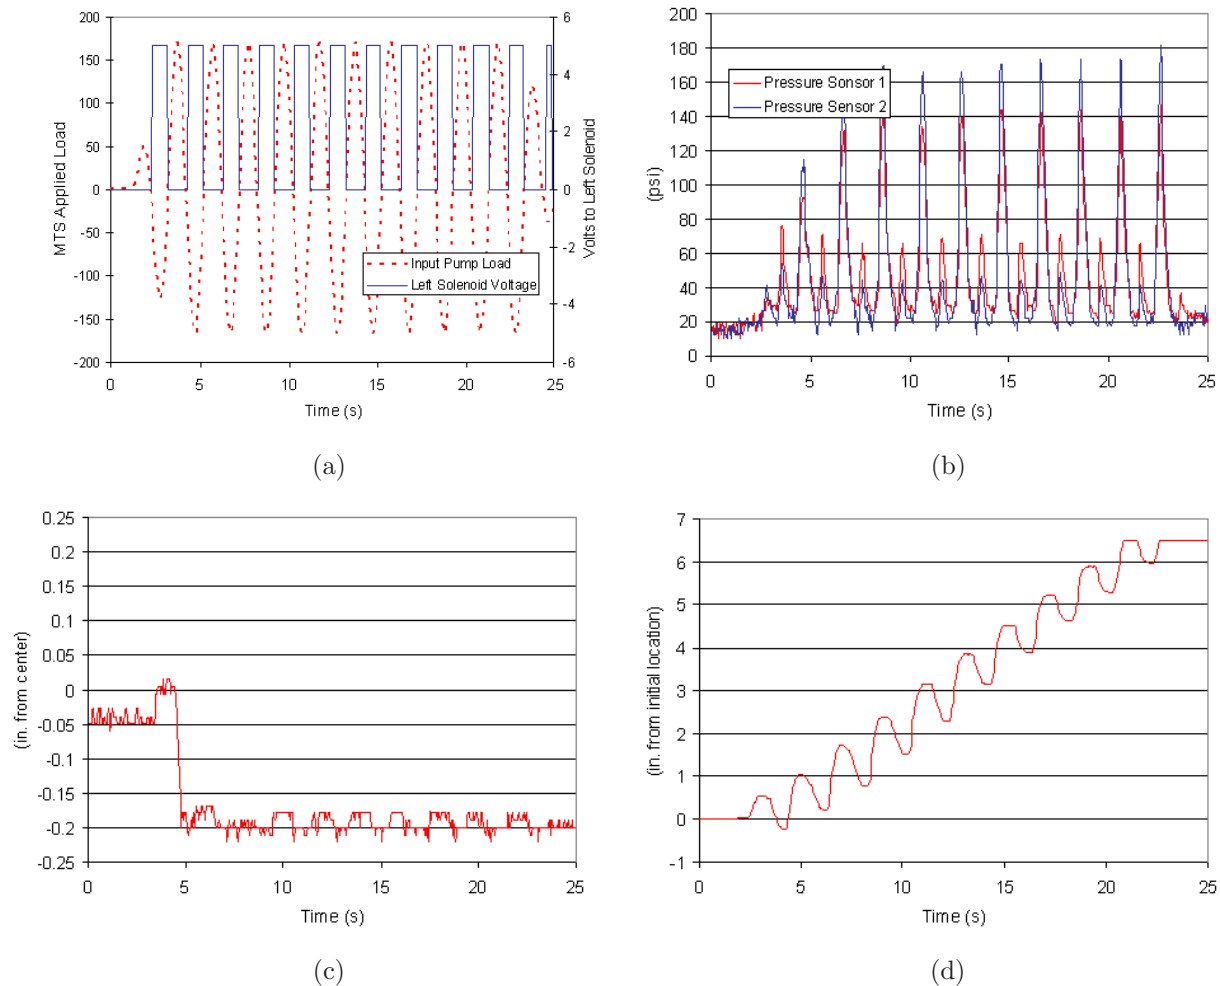 200
150
100
50
0
-50
-100
-150
-200
MTS Applied Load
6
4
2
0
-2
-4
-6
Volts to Left Solenoid
Input Pump Load
Left Solenoid Voltage
0 5 10 15 20 25
Time (s)
(a)
200
180
160
140
120
100
80
60
40
20
0
(psi)
Pressure Sonsor 1
Pressure Sensor 2
0 5 10 15 20 25
Time (s)
(b)
0.25
0.2
0.15
0.1
0.05
0
-0.05
-0.1
-0.15
-0.2
-0.25
(in. from center)
0 5 10 15 20 25
Time (s)
(c)
7
6
5
4
3
2
1
0
-1
(in. from initial location)
0 5 10 15 20 25
Time (s)
(d)